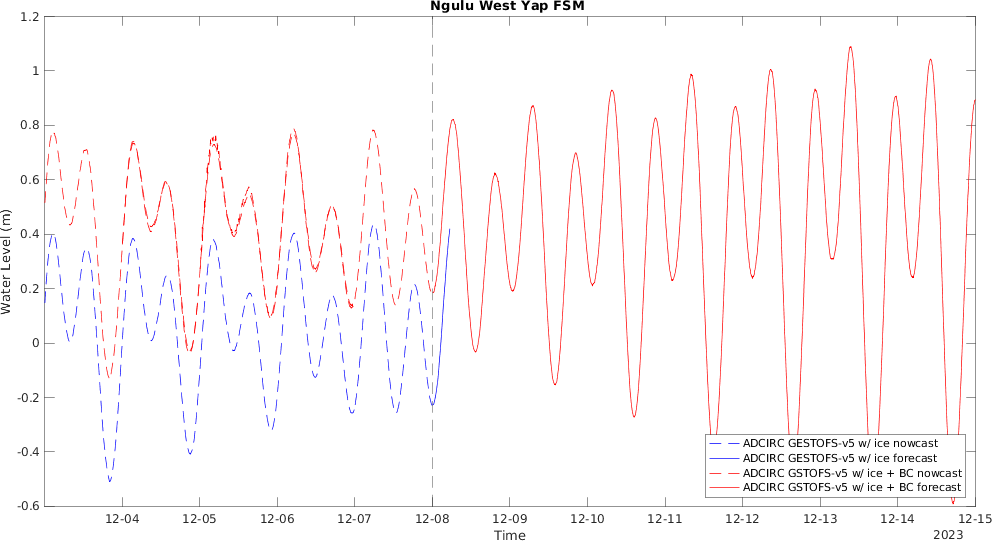 Ngulu West Yap FSM
1.2
1
0.8
0.6
0.4
0.2
0
-0.2
-0.4
-0.6
Water Level (m)
ADCIRC GESTOFS-v5 w/ ice nowcast
ADCIRC GESTOFS-v5 w/ ice forecast
ADCIRC GSTOFS-v5 w/ ice + BC nowcast
ADCIRC GSTOFS-v5 w/ ice + BC forecast
12-04 12-05 12-06 12-07 12-08 12-09 12-10 12-11 12-12 12-13 12-14 12-15
Time
2023